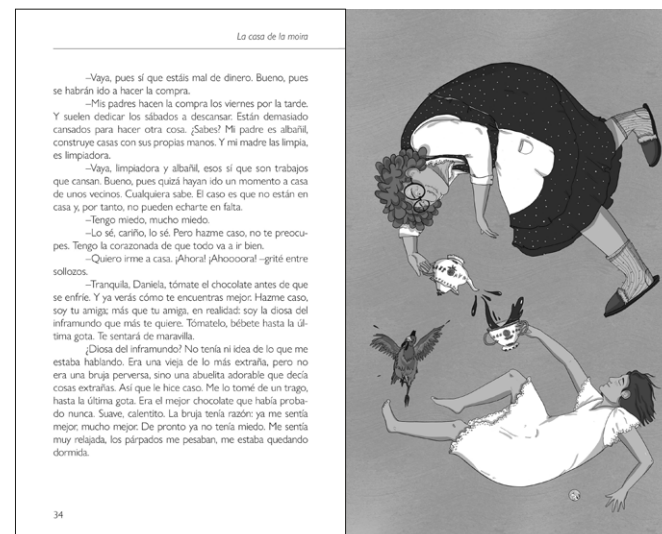 La casa de la moira
–Vaya, pues sí que estáis mal de dinero. Bueno, pues
se habrán ido a hacer la compra.
–Mis padres hacen la compra los viernes por la tarde.
Y suelen dedicar los sábados a descansar. Están demasiado
cansados para hacer otra cosa. ¿Sabes? Mi padre es albañil,
construye casas con sus propias manos. Y mi madre las limpia,
es limpiadora.
–Vaya, limpiadora y albañil, esos sí que son trabajos
que cansan. Bueno, pues quizá hayan ido un momento a casa
de unos vecinos. Cualquiera sabe. El caso es que no están en
casa y, por tanto, no pueden echarte en falta.
–Tengo miedo, mucho miedo.
–Lo sé, cariño, lo sé. Pero hazme caso, no te preocu-
pes. Tengo la corazonada de que todo va a ir bien.
–Quiero irme a casa. ¡Ahora! ¡Ahoooora! –grité entre
sollozos.
–Tranquila, Daniela, tómate el chocolate antes de que
se enfríe. Y ya verás cómo te encuentras mejor. Hazme caso,
soy tu amiga; más que tu amiga, en realidad: soy la diosa del
inframundo que más te quiere. Tómatelo, bébete hasta la úl-
tima gota. Te sentará de maravilla.
¿Diosa del inframundo? No tenía ni idea de lo que me
estaba hablando. Era una vieja de lo más extraña, pero no
era una bruja perversa, sino una abuelita adorable que decía
cosas extrañas. Así que le hice caso. Me lo tomé de un trago,
hasta la última gota. Era el mejor chocolate que había proba-
do nunca. Suave, calentito. La bruja tenía razón: ya me sentía
mejor, mucho mejor. De pronto ya no tenía miedo. Me sentía
muy relajada, los párpados me pesaban, me estaba quedando
dormida.
34